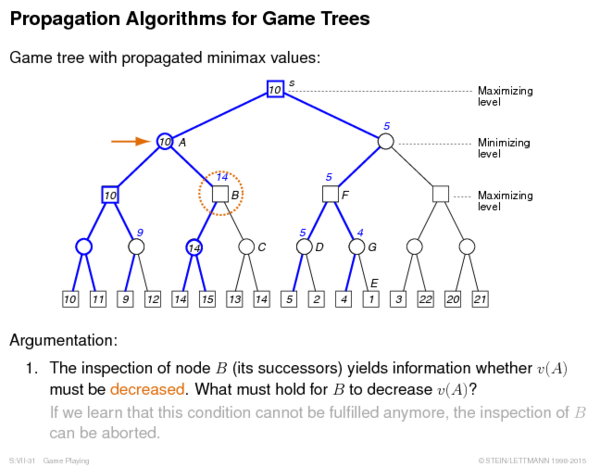 Propagation Algorithms for Game Trees
Game tree with propagated minimax values:
10 s Maximizing
level
5
10 A Minimizing
level
14 5
10 B F Maximizing
level
9 5 4
14 C D G
E
10 11 9 12 14 15 13 14 5 2 4 1 3 22 20 21
Argumentation:
1. The inspection of node B (its successors) yields information whether v(A)
must be decreased. What must hold for B to decrease v(A)?
If we learn that this condition cannot be fulfilled anymore, the inspection of B
can be aborted.
S:VII-31 Game Playing ©STEIN/LETTMANN 1998-2015